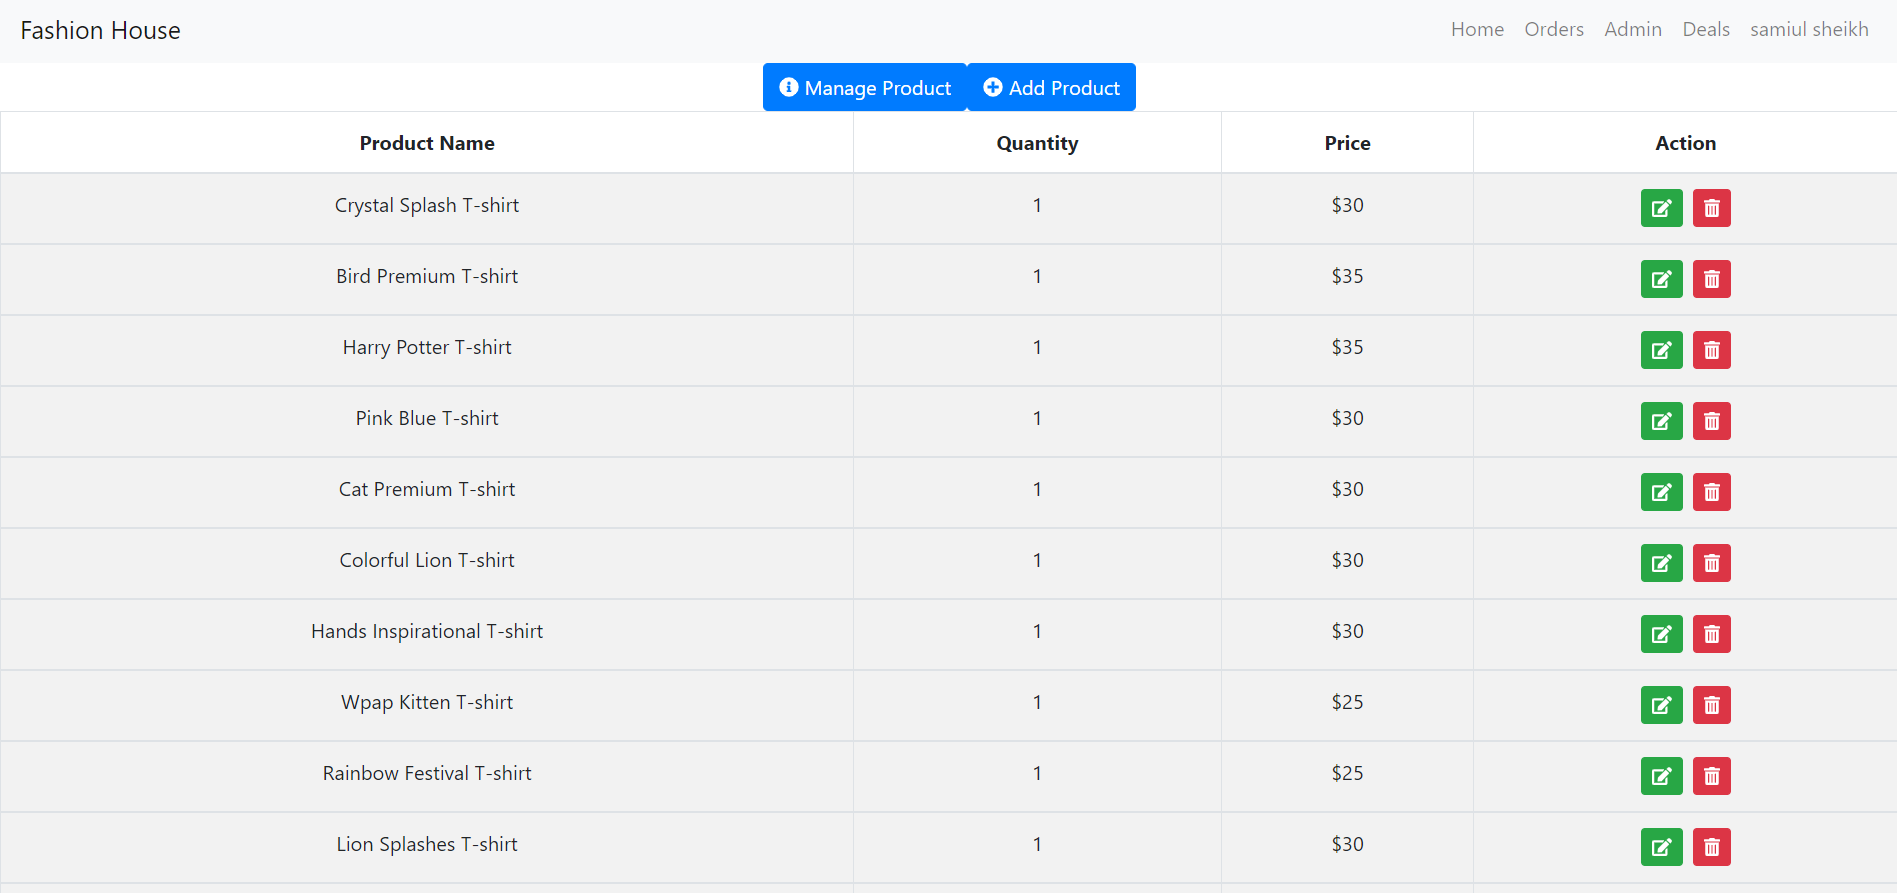 Fashion House Home Orders Admin Deals samiul sheikh
Manage Product Add Product
Product Name Quantity Price Action
Crystal Splash T-shirt 1 $30
Bird Premium T-shirt 1 $35
Harry Potter T-shirt 1 $35
Pink Blue T-shirt 1 $30
Cat Premium T-shirt 1 $30
Colorful Lion T-shirt 1 $30
Hands Inspirational T-shirt 1 $30
Wpap Kitten T-shirt 1 $25
Rainbow Festival T-shirt 1 $25
Lion Splashes T-shirt 1 $30